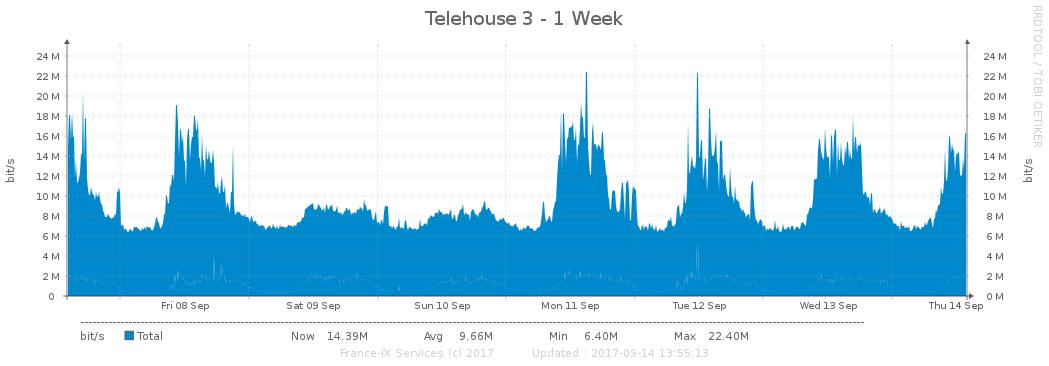 Telehouse 3 - 1 Week
RRDTOOL / TOBI OETIKER
bit/s
24 M 24 M
22 M 22 M
20 M 20 M
18 M 18 M
16 M 16 M
14 M 14 M
12 M 12 M
10 M 10 M
8 M 8 M
6 M 6 M
4 M 4 M
2 M 2 M
0 0 M
bit/s
Fri 08 Sep Sat 09 Sep Sun 10 Sep Mon 11 Sep Tue 12 Sep Wed 13 Sep Thu 14 Sep
bit/s Total Now 14.39M Avg 9.66M Min 6.40M Max 22.40M
France-IX Services (c) 2017 Updated : 2017-09-14 13:55:13